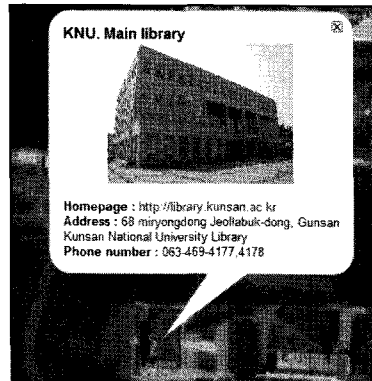 KNU. Main library
Homepage : http://library.kunsan.ac.kr
Address : 68 miryongdong Jeollabuk-dong, Gunsan
Kunsan National University Library
Phone number : 063-469-4177,4178